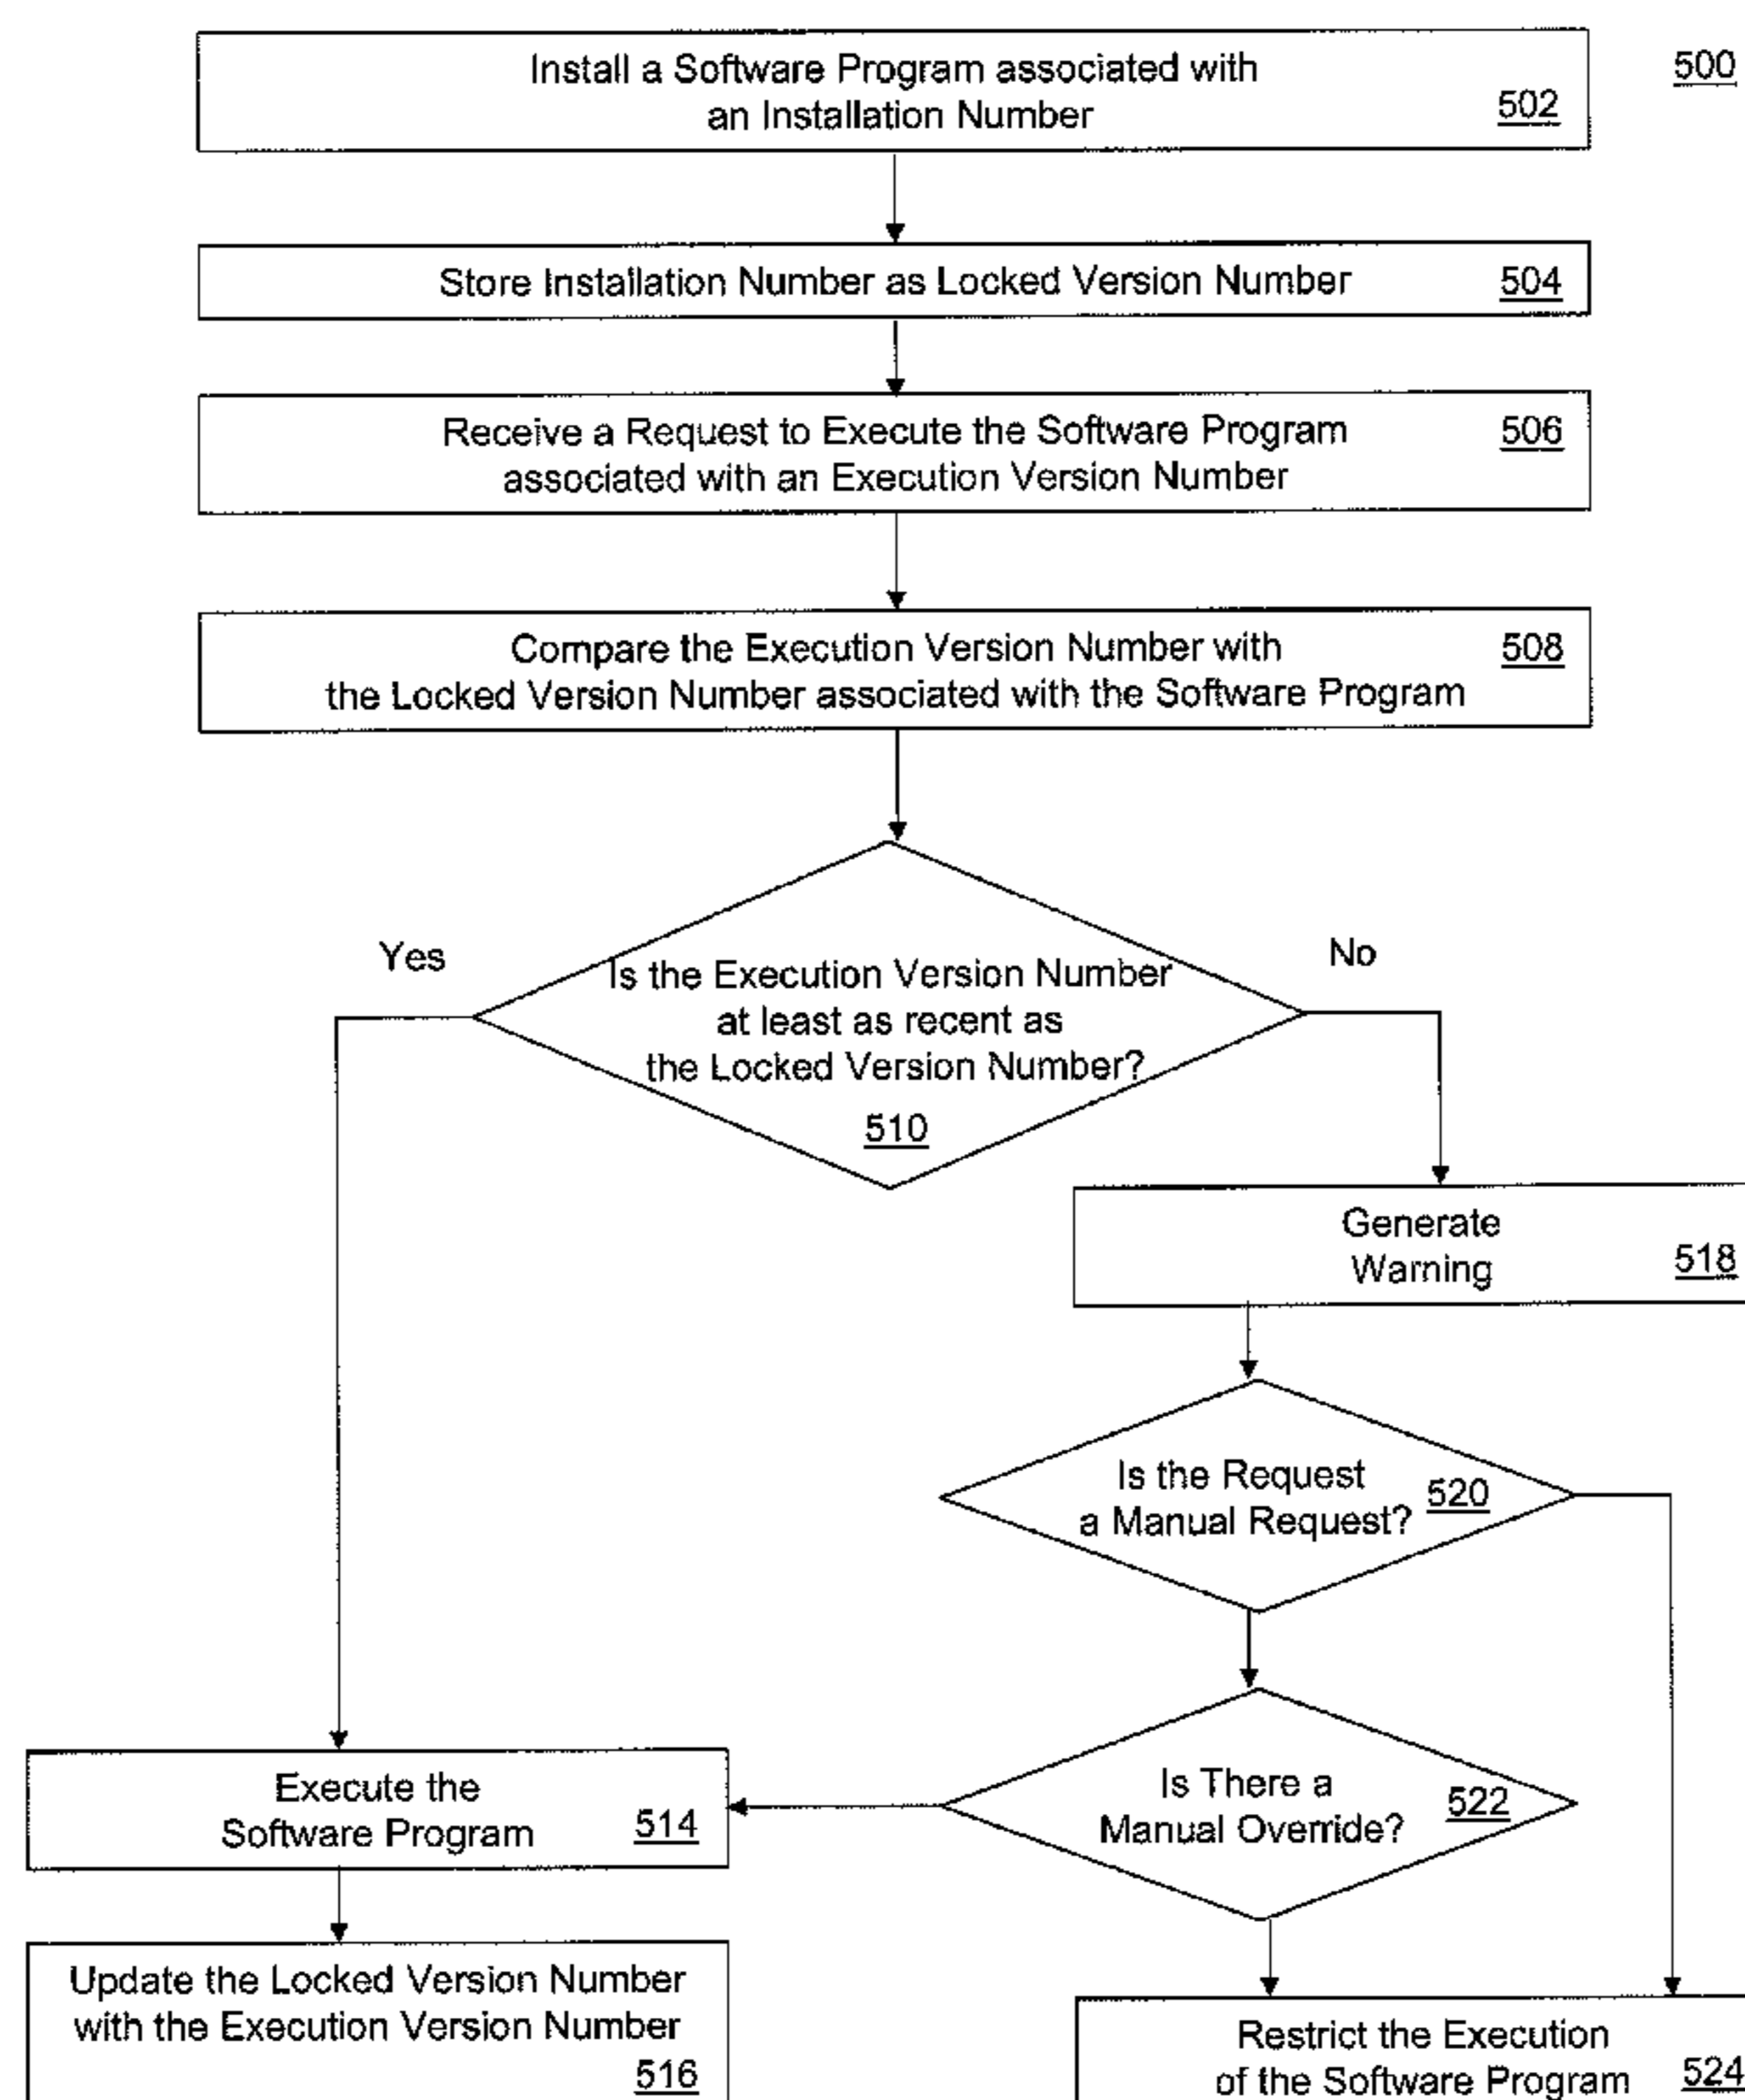 500
Install a Software Program associated with
an Installation Number
502
Store Installation Number as Locked Version Number
504
Receive a Request to Execute the Software Program
associated with an Execution Version Number
506
Compare the Execution Version Number with
the Locked Version Number associated with the Software Program
508
Is the Execution Version Number
at least as recent as
the Locked Version Number?
510
Yes
No
Generate
Warning
518
Is the Request
a Manual Request?
520
Is There a
Manual Override?
522
Execute the
Software Program
514
Update the Locked Version Number
with the Execution Version Number
516
Restrict the Execution
of the Software Program
524